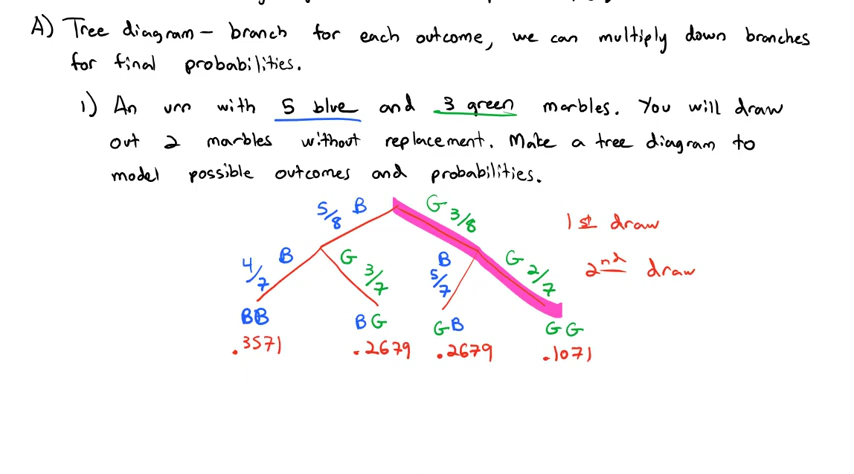 A) Tree diagram – branch for each outcome, we can multiply down branches
for final probabilities.
1) An urn with 5 blue and 3 green marbles. You will draw
out 2 marbles without replacement. Make a tree diagram to
model possible outcomes and probabilities.
5/8 B G 3/8 1st draw
4/7 B G 3/7 B 5/7 G 2/7 2nd draw
BB BG GB GG
.3571 .2679 .2679 .1071